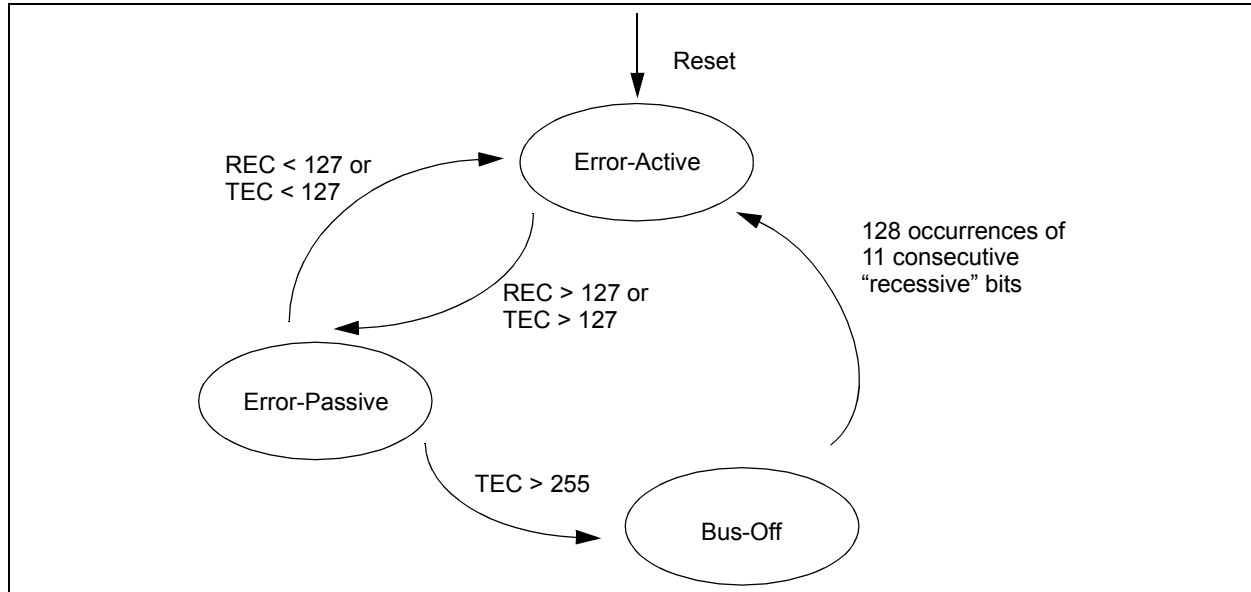 Reset
Error-Active
REC < 127 or
TEC < 127
128 occurrences of
11 consecutive
“recessive” bits
REC > 127 or
TEC > 127
Error-Passive
TEC > 255
Bus-Off